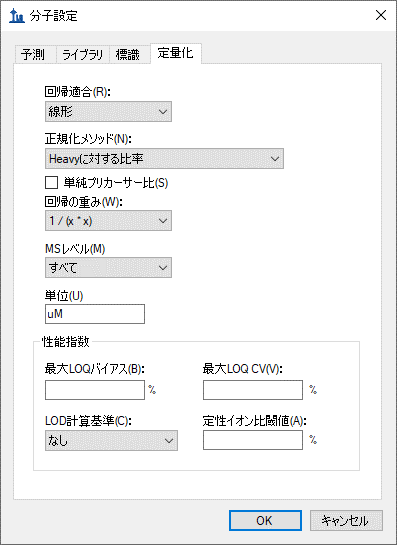 分子設定
予測 ライブラリ 標識 定量化
回帰適合(R):
線形
正規化メソッド(N):
Heavyに対する比率
単純プリカーサー比(S)
回帰の重み(W):
1 / (x * x)
MSレベル(M)
すべて
単位(U)
uM
性能指数
最大LOQバイアス(B): 最大LOQ CV(V):
% %
LOD計算基準(C): 定性イオン比閾値(A):
なし %
OK キャンセル